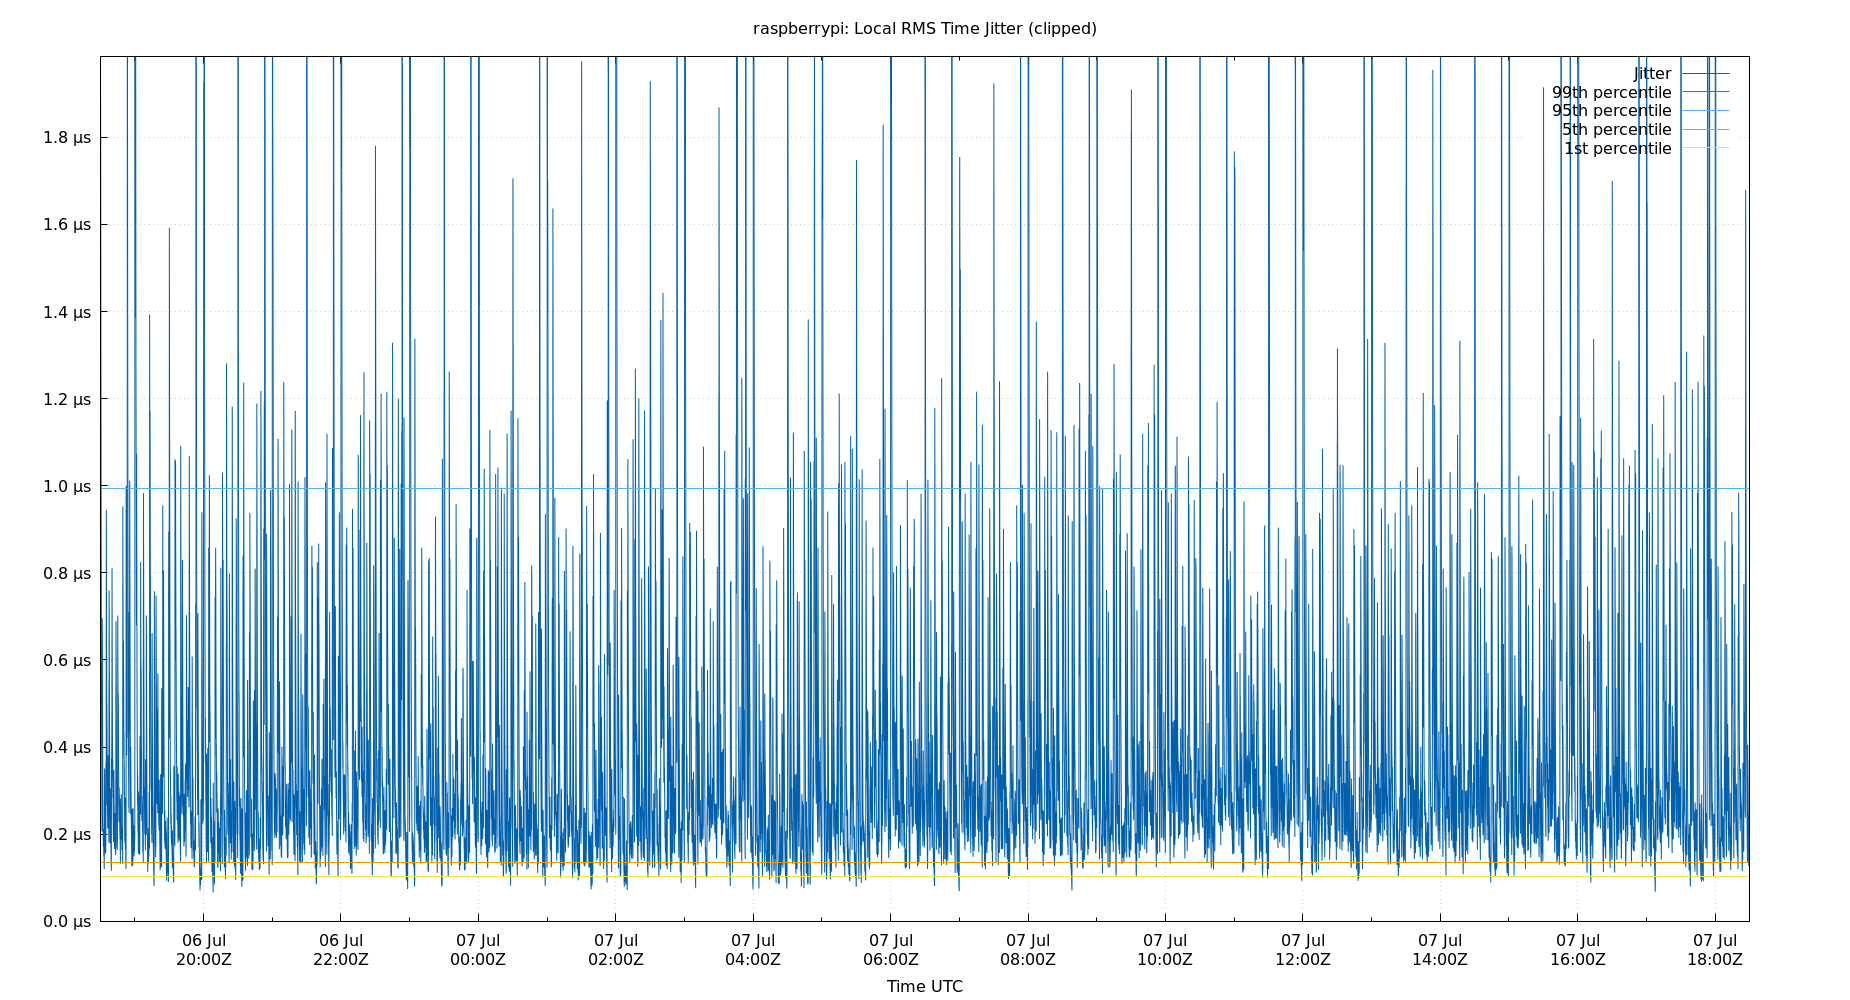 raspberrypi: Local RMS Time Jitter (clipped)
Jitter
99th percentile
95th percentile
5th percentile
1st percentile
1.8 μs
1.6 μs
1.4 μs
1.2 μs
1.0 μs
0.8 μs
0.6 μs
0.4 μs
0.2 μs
0.0 μs
06 Jul 06 Jul 07 Jul 07 Jul 07 Jul 07 Jul 07 Jul 07 Jul 07 Jul 07 Jul 07 Jul 07 Jul
20:00Z 22:00Z 00:00Z 02:00Z 04:00Z 06:00Z 08:00Z 10:00Z 12:00Z 14:00Z 16:00Z 18:00Z
Time UTC